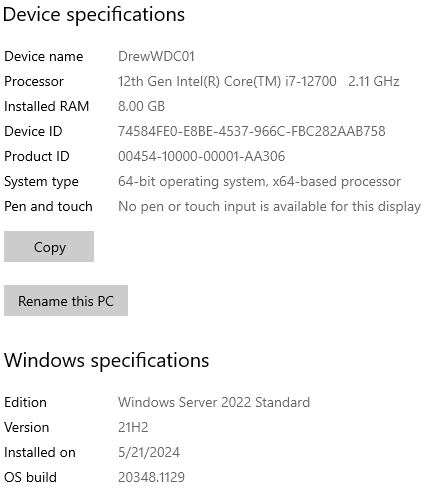 Device specifications
Device name DrewWDC01
Processor 12th Gen Intel(R) Core(TM) i7-12700 2.11 GHz
Installed RAM 8.00 GB
Device ID 74584FE0-E8BE-4537-966C-FBC282AAB758
Product ID 00454-10000-00001-AA306
System type 64-bit operating system, x64-based processor
Pen and touch No pen or touch input is available for this display
Copy
Rename this PC
Windows specifications
Edition Windows Server 2022 Standard
Version 21H2
Installed on 5/21/2024
OS build 20348.1129